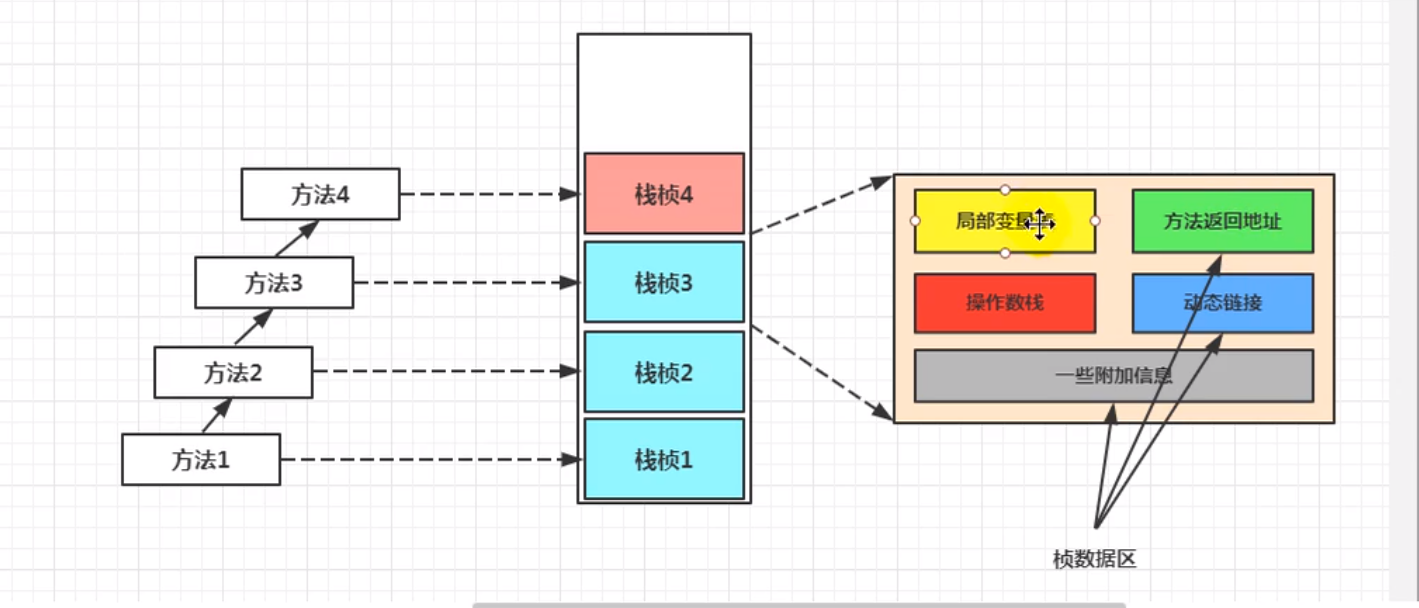 方法4
栈桢4
局部变量
方法返回地址
方法3
栈桢3
操作数栈
动态链接
方法2
栈桢2
一些附加信息
方法1
栈桢1
桢数据区